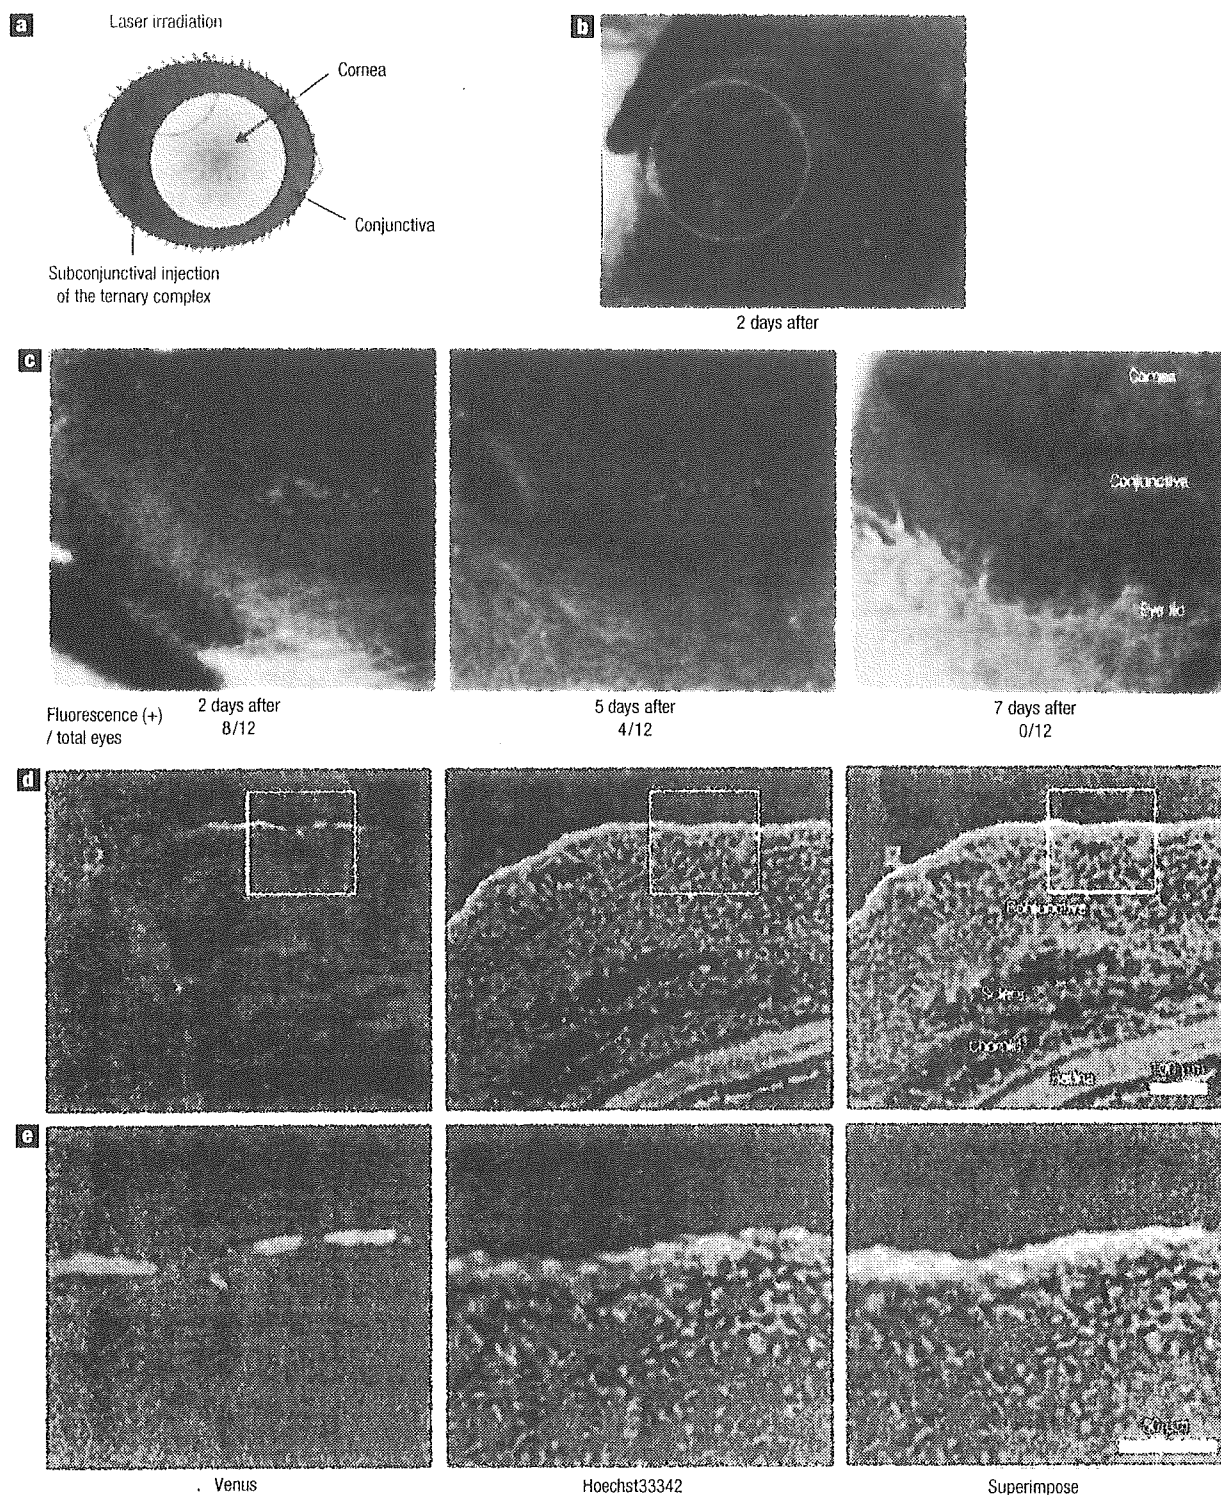 a
Laser irradiation
Cornea
Conjunctiva
Subconjunctival injection
of the ternary complex
b
2 days after
c
Cornea
Conjunctiva
Eye lid
Fluorescence (+)
/ total eyes
2 days after
8/12
5 days after
4/12
7 days after
0/12
d
Conjunctiva
Sclera
Choroid
Retina
e
Venus
Hoechst33342
Superimpose